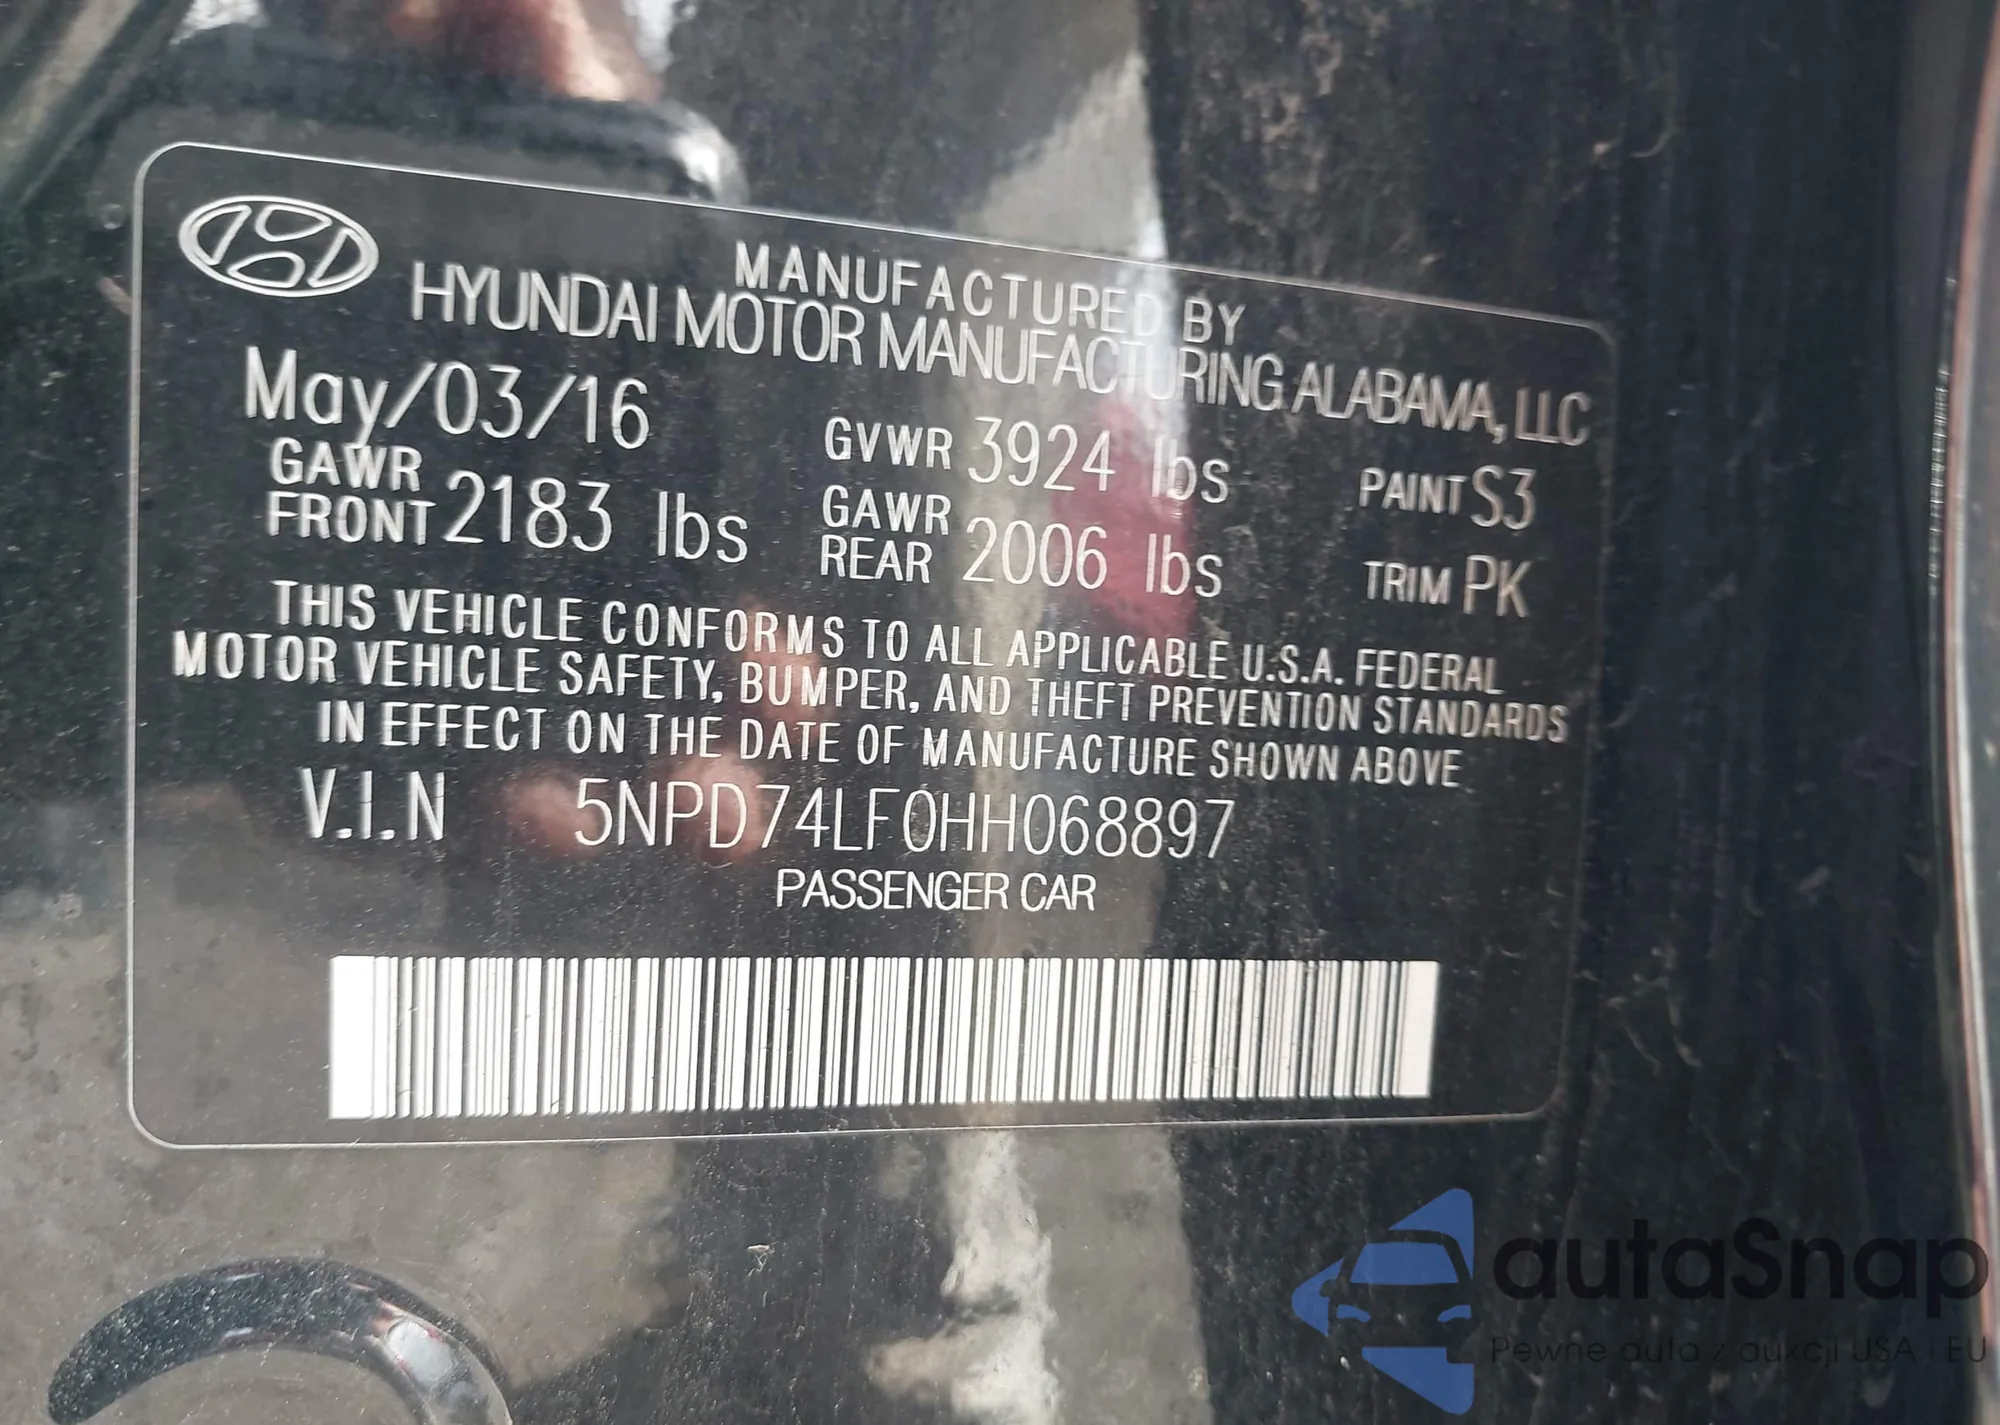 MANUFACTURED BY
HYUNDAI MOTOR MANUFACTURING ALABAMA, LLC
May/03/16 GVWR 3924 lbs PAINT S3
GAWR FRONT 2183 lbs GAWR REAR 2006 lbs TRIM PK
THIS VEHICLE CONFORMS TO ALL APPLICABLE U.S.A. FEDERAL
MOTOR VEHICLE SAFETY, BUMPER, AND THEFT PREVENTION STANDARDS
IN EFFECT ON THE DATE OF MANUFACTURE SHOWN ABOVE
V.I.N 5NPD74LF0HH068897
PASSENGER CAR
autaSnap
Pewne auta z aukcji USA i EU